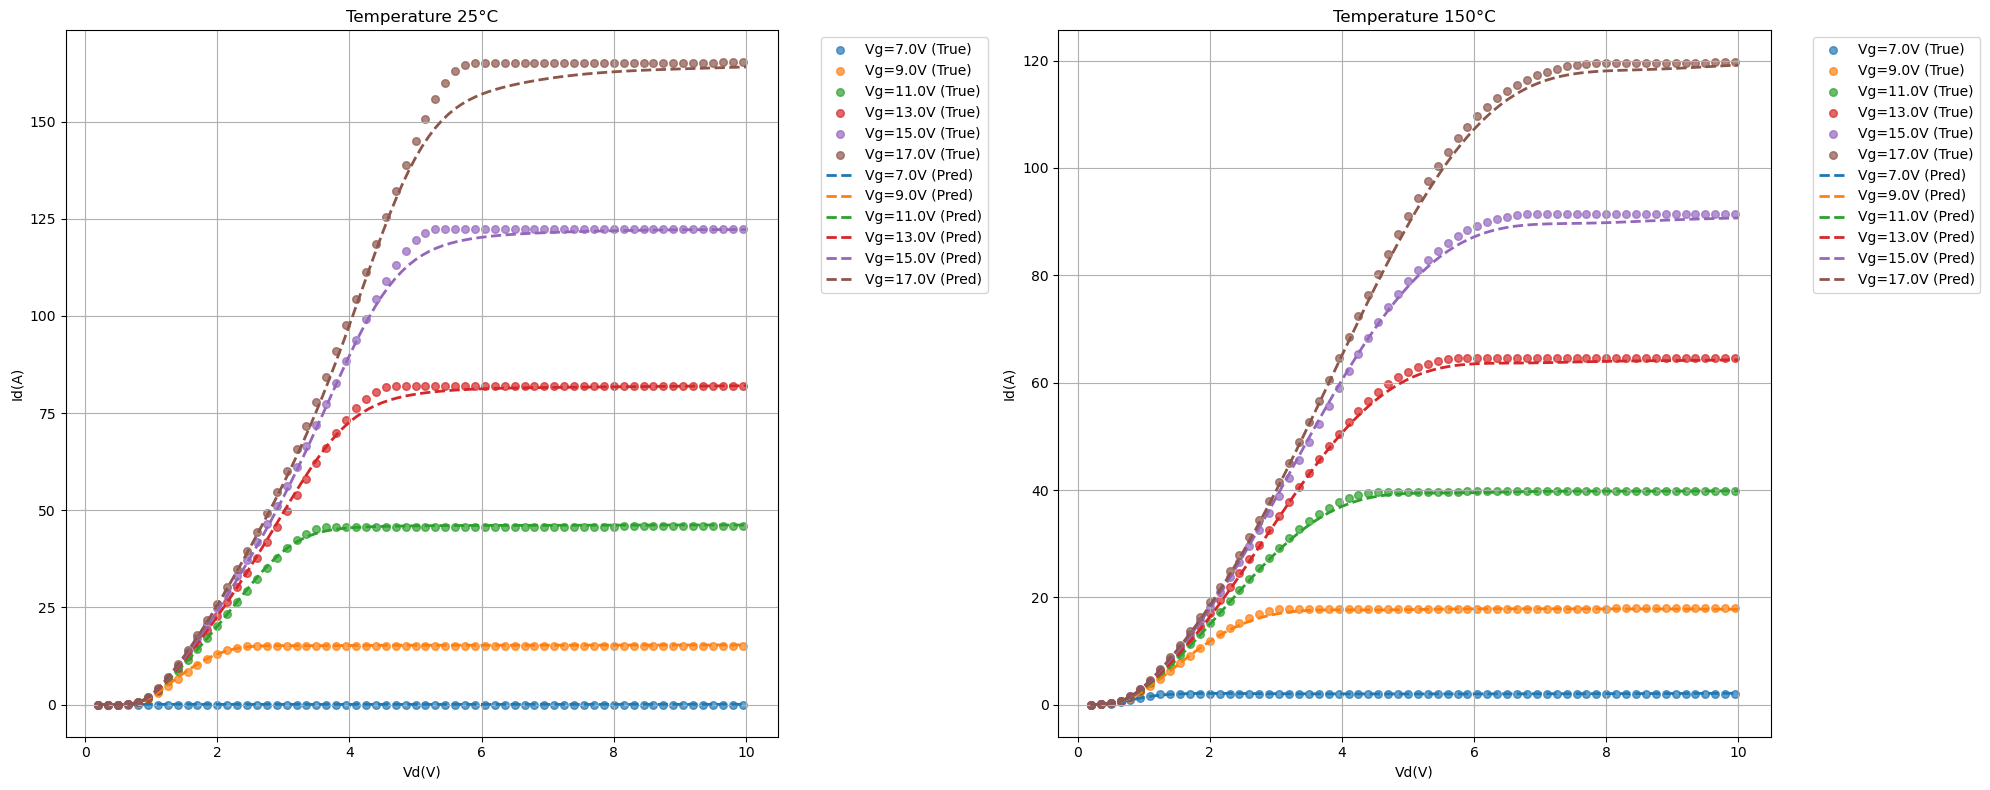 Temperature 25°C
Id(A)
150
125
100
75
50
25
0
0 2 4 6 8 10
Vd(V)
Vg=7.0V (True)
Vg=9.0V (True)
Vg=11.0V (True)
Vg=13.0V (True)
Vg=15.0V (True)
Vg=17.0V (True)
Vg=7.0V (Pred)
Vg=9.0V (Pred)
Vg=11.0V (Pred)
Vg=13.0V (Pred)
Vg=15.0V (Pred)
Vg=17.0V (Pred)
Temperature 150°C
Id(A)
120
100
80
60
40
20
0
0 2 4 6 8 10
Vd(V)
Vg=7.0V (True)
Vg=9.0V (True)
Vg=11.0V (True)
Vg=13.0V (True)
Vg=15.0V (True)
Vg=17.0V (True)
Vg=7.0V (Pred)
Vg=9.0V (Pred)
Vg=11.0V (Pred)
Vg=13.0V (Pred)
Vg=15.0V (Pred)
Vg=17.0V (Pred)